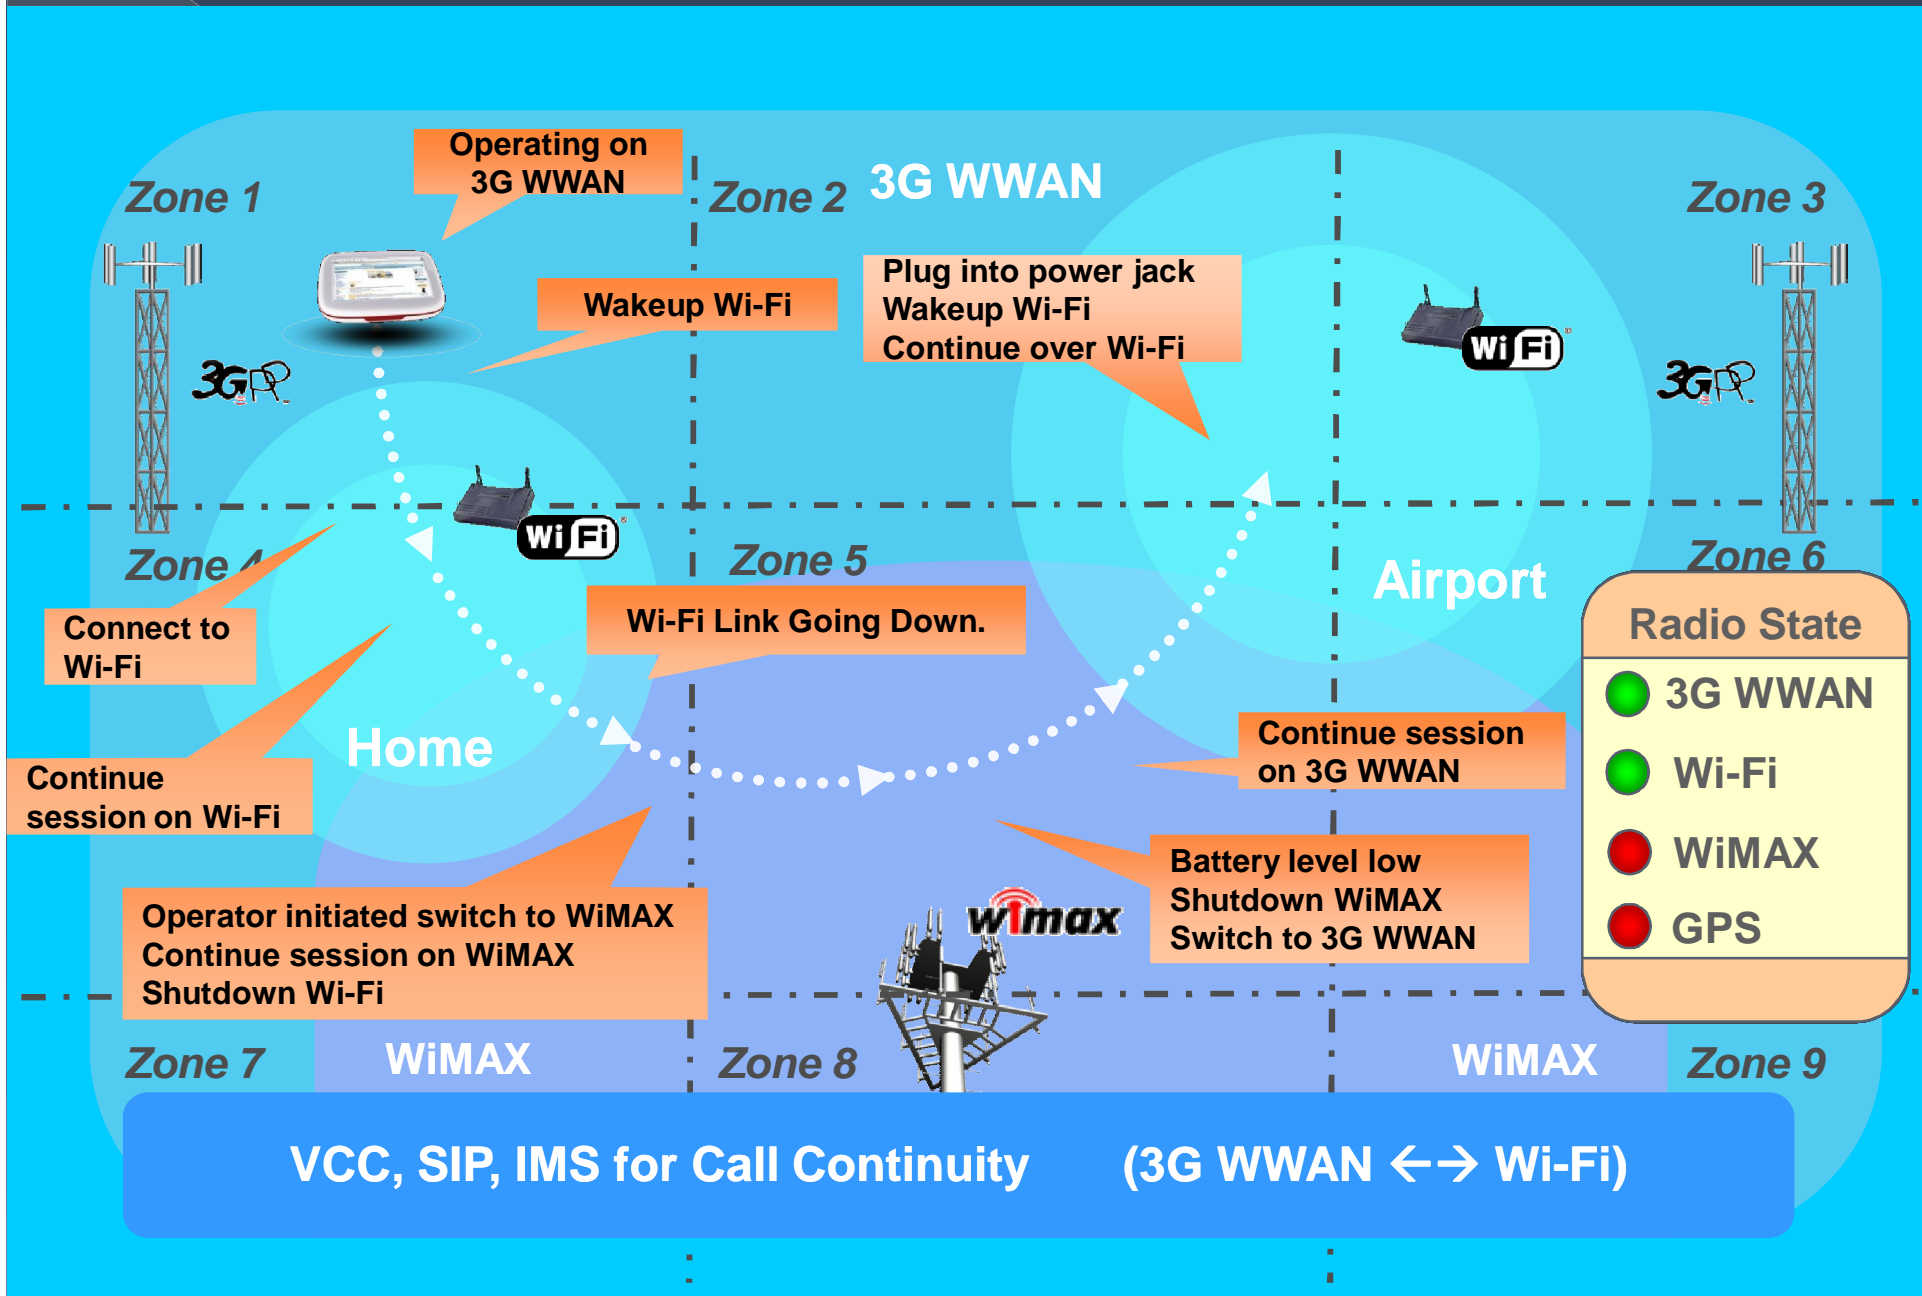 Operating on
3G WWAN
Zone 1
Zone 2
3G WWAN
Zone 3
Plug into power jack
Wakeup Wi-Fi
Continue over Wi-Fi
Wakeup Wi-Fi
Wi Fi
3GPP
3GPP
Wi Fi
Zone 4
Zone 5
Zone 6
Airport
Connect to
Wi-Fi
Wi-Fi Link Going Down.
Radio State
3G WWAN
Wi-Fi
WiMAX
GPS
Home
Continue
session on Wi-Fi
Continue session
on 3G WWAN
Battery level low
Shutdown WiMAX
Switch to 3G WWAN
wimax
Operator initiated switch to WiMAX
Continue session on WiMAX
Shutdown Wi-Fi
Zone 7
WiMAX
Zone 8
WiMAX
Zone 9
VCC, SIP, IMS for Call Continuity (3G WWAN ←→ Wi-Fi)